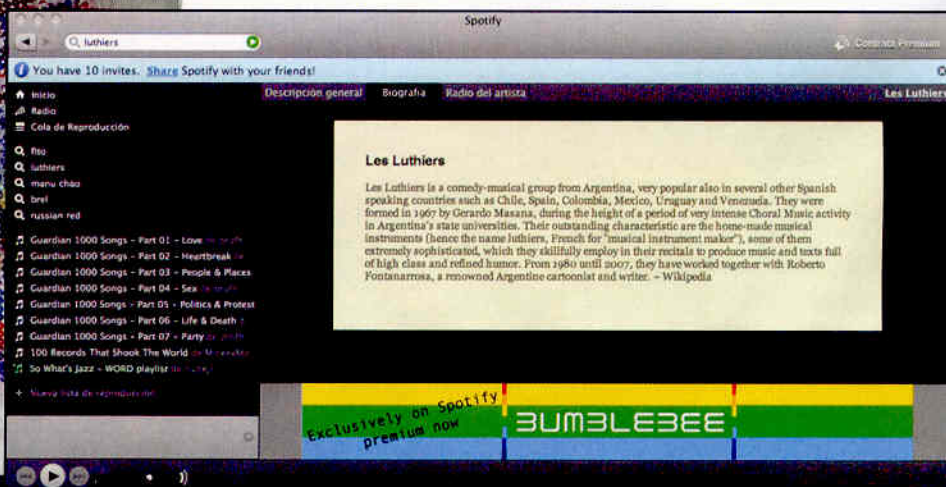 Spotify
luthiers
Contrata Premium
You have 10 invites. Share Spotify with your friends!
Descripción general Biografía Radio del artista Les Luthiers
Inicio
Radio
Cola de Reproducción
fito
luthiers
manu chao
brel
russian red
Guardian 1000 Songs - Part 01 - Love
Guardian 1000 Songs - Part 02 - Heartbreak
Guardian 1000 Songs - Part 03 - People & Places
Guardian 1000 Songs - Part 04 - Sex
Guardian 1000 Songs - Part 05 - Politics & Protest
Guardian 1000 Songs - Part 06 - Life & Death
Guardian 1000 Songs - Part 07 - Party
100 Records That Shook The World
So What's Jazz - WORD playlist
+ Nueva lista de reproducción
Les Luthiers
Les Luthiers is a comedy-musical group from Argentina, very popular also in several other Spanish
speaking countries such as Chile, Spain, Colombia, Mexico, Uruguay and Venezuela. They were
formed in 1967 by Gerardo Masana, during the height of a period of very intense Choral Music activity
in Argentina's state universities. Their outstanding characteristic are the home-made musical
instruments (hence the name luthiers, French for "musical instrument maker"), some of them
extremely sophisticated, which they skillfully employ in their recitals to produce music and texts full
of high class and refined humor. From 1980 until 2007, they have worked together with Roberto
Fontanarrosa, a renowned Argentine cartoonist and writer. – Wikipedia
Exclusively on Spotify
premium now
BUMBLEBEE